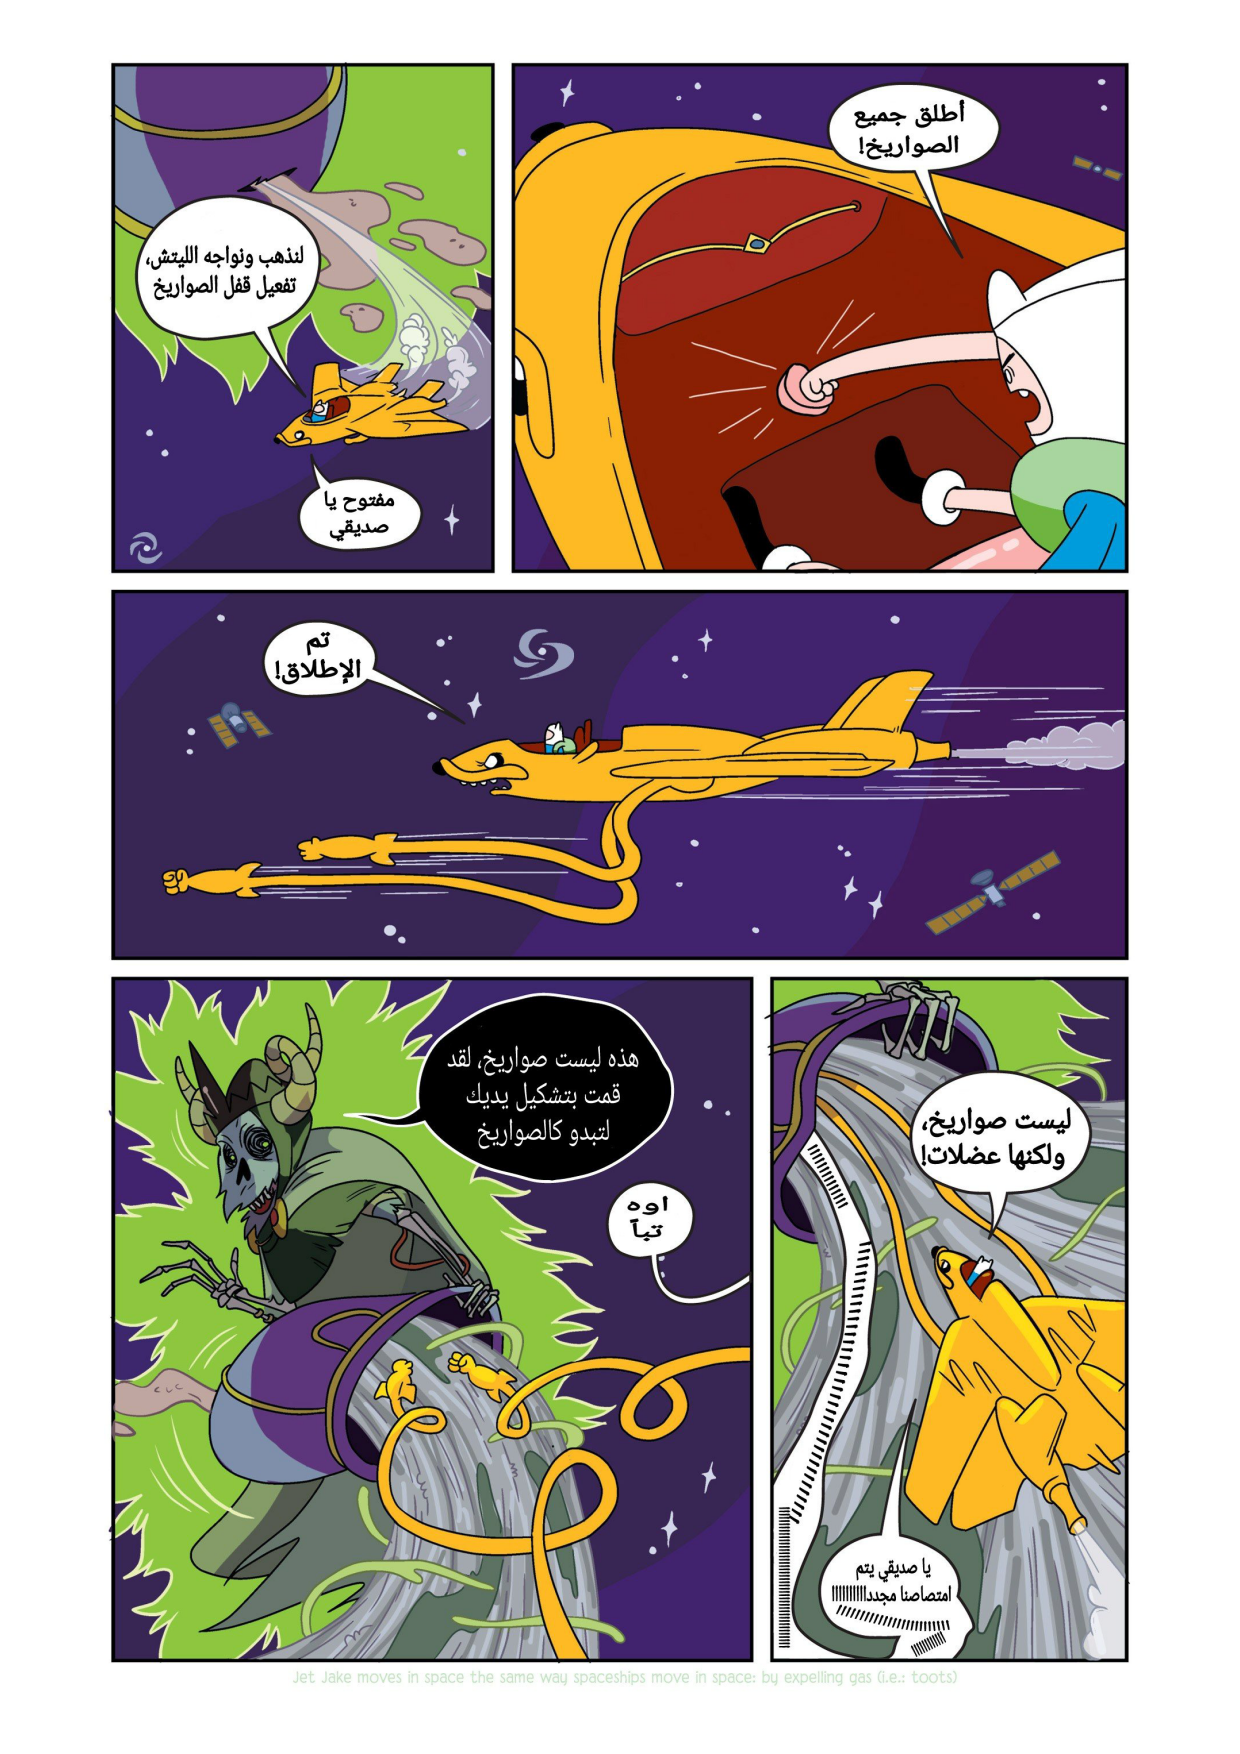 لنذهب ونواجه الليتش،
تفعيل قفل الصواريخ
مفتوح يا
صديقي
أطلق جميع
الصواريخ!
تم
الإطلاق!
هذه ليست صواريخ، لقد
قمت بتشكيل يديك
لتبدو كالصواريخ
اوه
تباً
ليست صواريخ،
ولكنها عضلات!
يا صديقي يتم
امتصاصنا مجدداااااااااا
Jet Jake moves in space the same way spaceships move in space: by expelling gas (i.e.: toots)